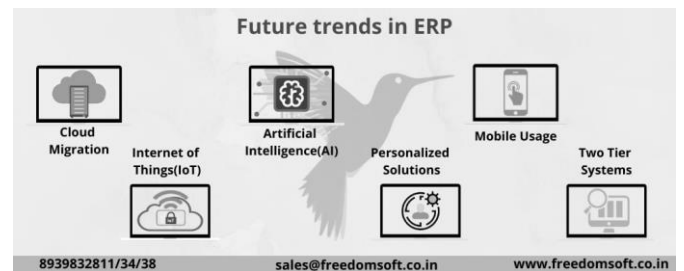 Future trends in ERP
Cloud
Migration
Internet of
Things(IoT)
Artificial
Intelligence(AI)
Personalized
Solutions
Mobile Usage
Two Tier
Systems
8939832811/34/38
sales@freedomsoft.co.in
www.freedomsoft.co.in